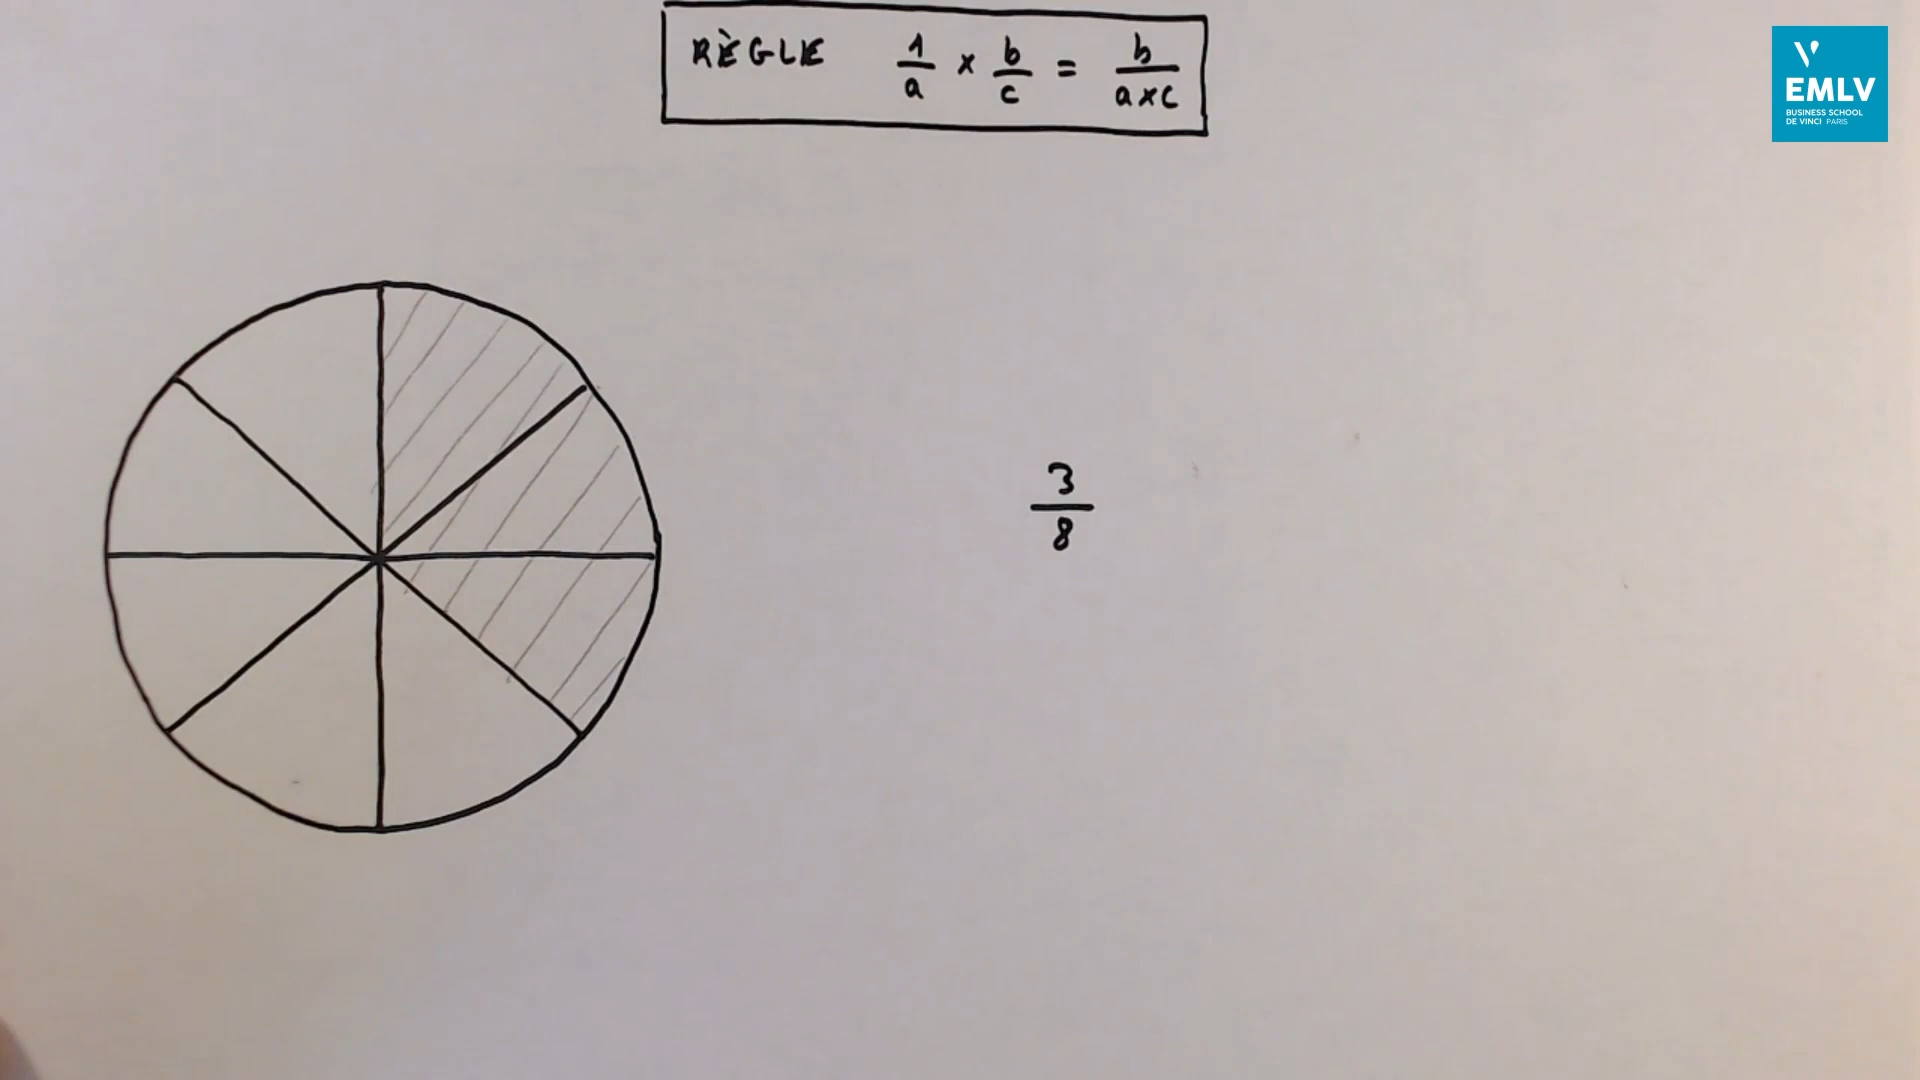 RÈGLE 1/a × b/c = b/a×c
EMLV
BUSINESS SCHOOL
DE VINCI PARIS
3/8